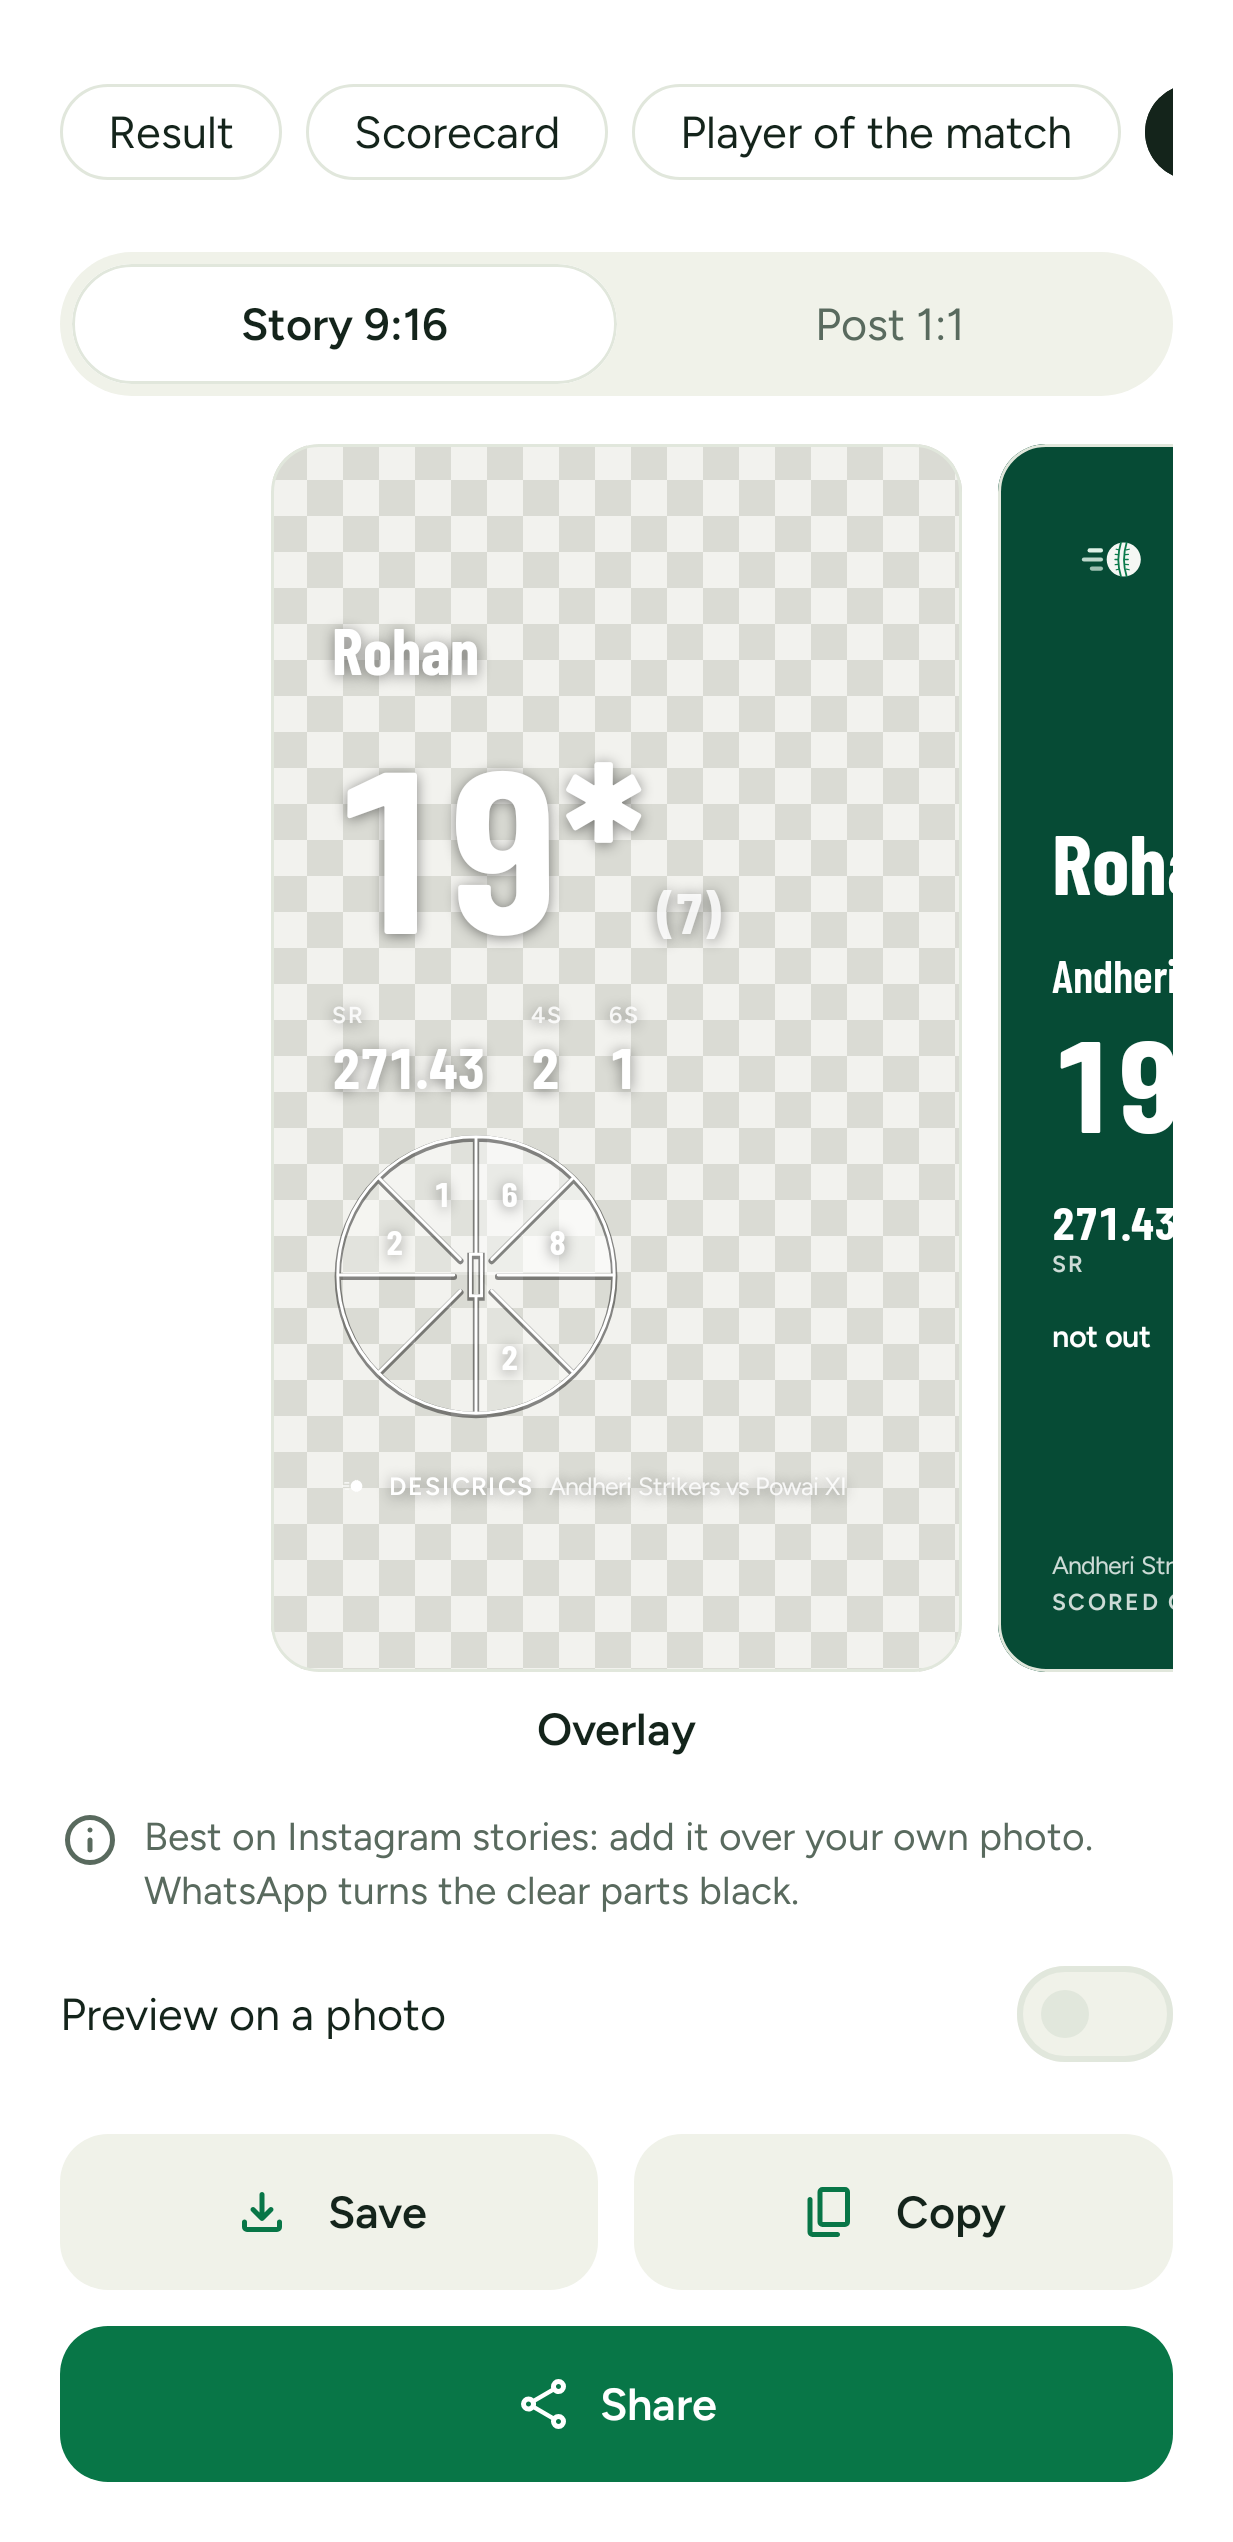 Result Scorecard Player of the match
Story 9:16 Post 1:1
Rohan
19* (7)
SR 4S 6S
271.43 2 1
1 6
2 8
2
DESICRICS Andheri Strikers vs Powai XI
Roha
Andheri
19
271.43
SR
not out
Andheri Str
SCORED
Overlay
Best on Instagram stories: add it over your own photo.
WhatsApp turns the clear parts black.
Preview on a photo
Save Copy
Share